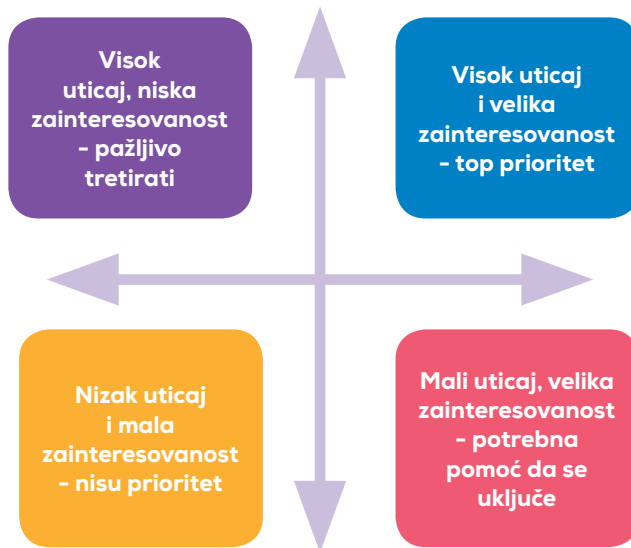 Visok
uticaj, niska
zainteresovanost
- pažljivo
tretirati
Visok uticaj
i velika
zainteresovanost
- top prioritet
Nizak uticaj
i mala
zainteresovanost
- nisu prioritet
Mali uticaj, velika
zainteresovanost
- potrebna
pomoć da se
uključe